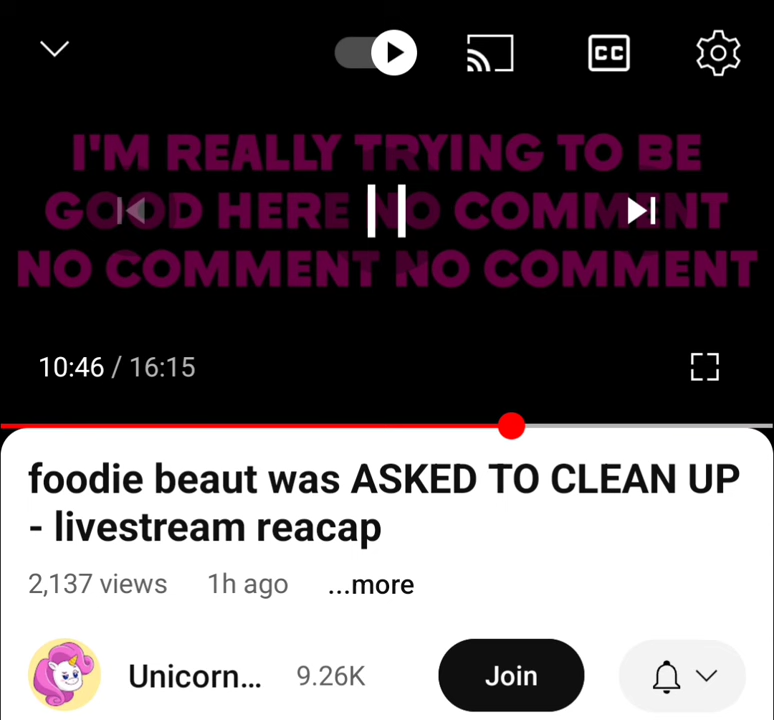 CC
I'M REALLY TRYING TO BE
GOOD HERE NO COMMENT
NO COMMENT NO COMMENT
10:46 / 16:15
foodie beaut was ASKED TO CLEAN UP
- livestream reacap
2,137 views 1h ago ...more
Unicorn... 9.26K Join